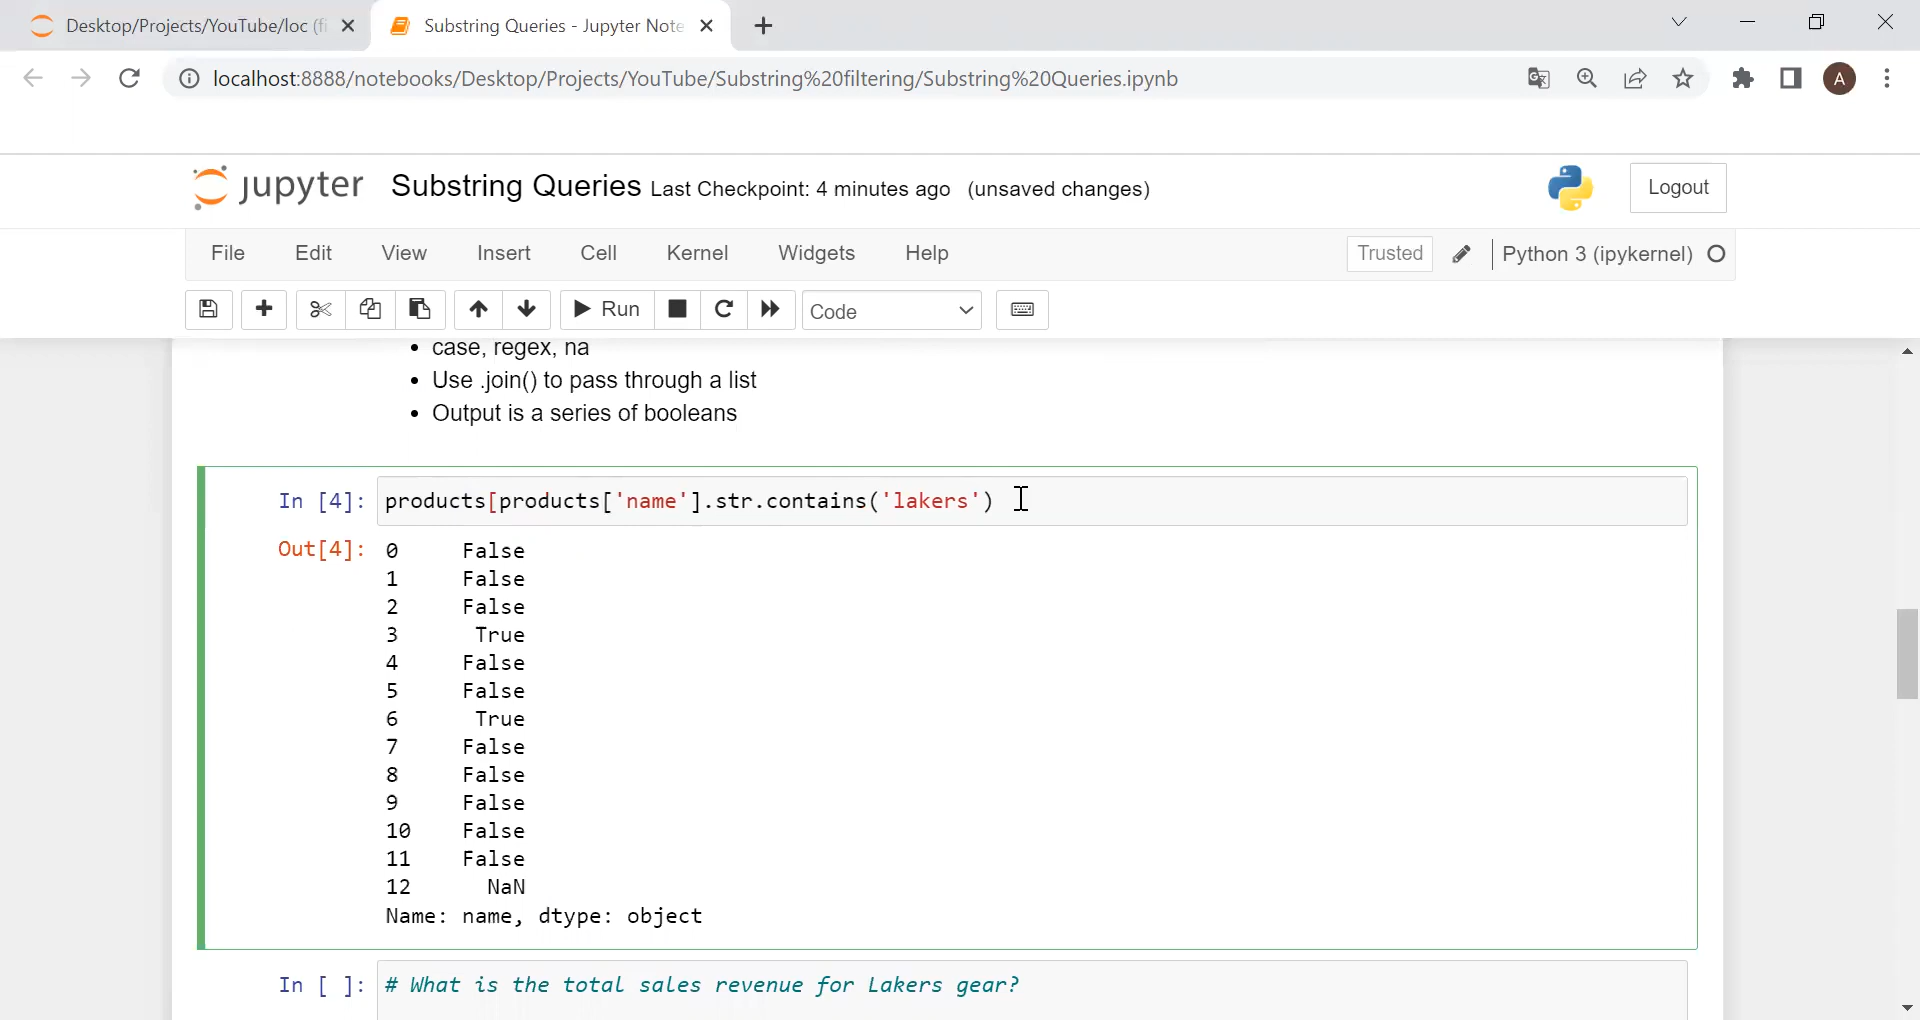 Desktop/Projects/YouTube/loc (fi
Substring Queries - Jupyter Note
localhost:8888/notebooks/Desktop/Projects/YouTube/Substring%20filtering/Substring%20Queries.ipynb
A
jupyter Substring Queries Last Checkpoint: 4 minutes ago (unsaved changes)
Logout
File Edit View Insert Cell Kernel Widgets Help
Trusted
Python 3 (ipykernel)
Run
Code
• case, regex, na
• Use .join() to pass through a list
• Output is a series of booleans
In [4]: products[products['name'].str.contains('lakers')
Out[4]: 0 False
1 False
2 False
3 True
4 False
5 False
6 True
7 False
8 False
9 False
10 False
11 False
12 NaN
Name: name, dtype: object
In [ ]: # What is the total sales revenue for Lakers gear?